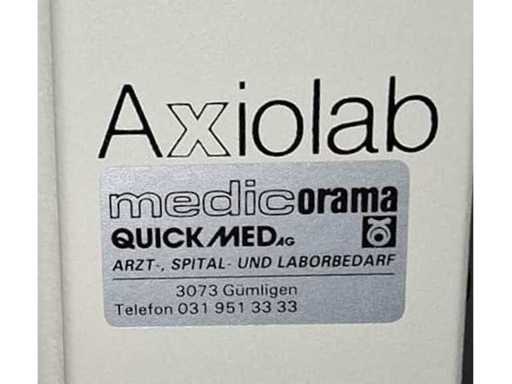 Axiolab
medicorama
QUICK MED AG
ARZT-, SPITAL- UND LABORBEDARF
3073 Gümligen
Telefon 031 951 33 33